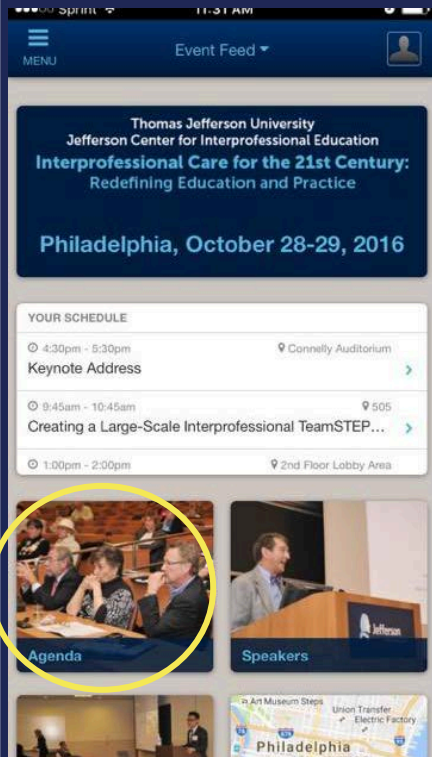 Sprint
11:31 AM
MENU
Event Feed
Thomas Jefferson University
Jefferson Center for Interprofessional Education
Interprofessional Care for the 21st Century:
Redefining Education and Practice
Philadelphia, October 28-29, 2016
YOUR SCHEDULE
4:30pm - 5:30pm
Connelly Auditorium
Keynote Address
9:45am - 10:45am
505
Creating a Large-Scale Interprofessional TeamSTEP...
1:00pm - 2:00pm
2nd Floor Lobby Area
Jefferson
Agenda
Speakers
Art Museum Steps
Union Transfer
Electric Factory
Philadelphia